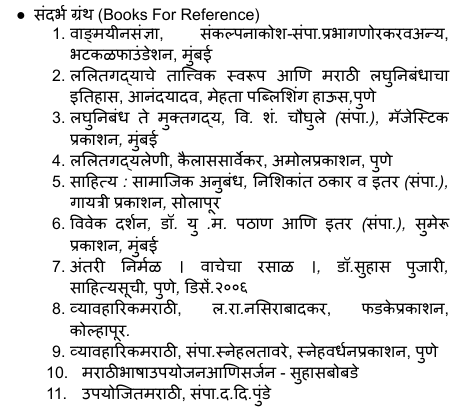 ● संदर्भ ग्रंथ (Books For Reference)
1. वाङ्मयीनसंज्ञा, संकल्पनाकोश-संपा.प्रभागणोरकरवअन्य,
भटकळफाउंडेशन, मुंबई
2. ललितगद्याचे तात्त्विक स्वरूप आणि मराठी लघुनिबंधाचा
इतिहास, आनंदयादव, मेहता पब्लिशिंग हाऊस,पुणे
3. लघुनिबंध ते मुक्तगद्य, वि. शं. चौघुले (संपा.), मॅजेस्टिक
प्रकाशन, मुंबई
4. ललितगद्यलेणी, कैलाससार्वेकर, अमोलप्रकाशन, पुणे
5. साहित्य : सामाजिक अनुबंध, निशिकांत ठकार व इतर (संपा.),
गायत्री प्रकाशन, सोलापूर
6. विवेक दर्शन, डॉ. यु .म. पठाण आणि इतर (संपा.), सुमेरू
प्रकाशन, मुंबई
7. अंतरी निर्मळ । वाचेचा रसाळ ।, डॉ.सुहास पुजारी,
साहित्यसूची, पुणे, डिसें.२००६
8. व्यावहारिकमराठी, ल.रा.नसिराबादकर, फडकेप्रकाशन,
कोल्हापूर.
9. व्यावहारिकमराठी, संपा.स्नेहलतावरे, स्नेहवर्धनप्रकाशन, पुणे
10. मराठीभाषाउपयोजनआणिसर्जन - सुहासबोबडे
11. उपयोजितमराठी, संपा.द.दि.पुंडे